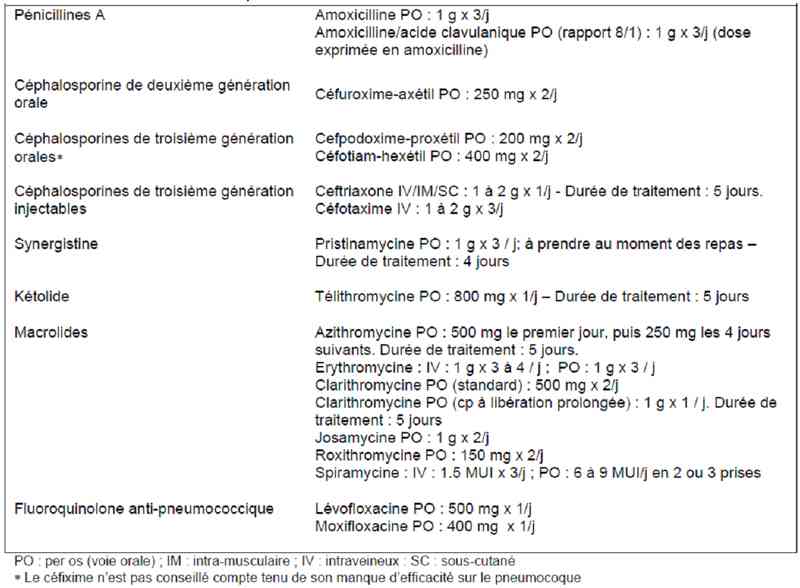 Pénicillines A
Amoxicilline PO : 1 g x 3/j
Amoxicilline/acide clavulanique PO (rapport 8/1) : 1 g x 3/j (dose
exprimée en amoxicilline)
Céphalosporine de deuxième génération
orale
Céfuroxime-axétil PO : 250 mg x 2/j
Céphalosporines de troisième génération
orales*
Cefpodoxime-proxétil PO : 200 mg x 2/j
Céfotiam-hexétil PO : 400 mg x 2/j
Céphalosporines de troisième génération
injectables
Ceftriaxone IV/IM/SC : 1 à 2 g x 1/j - Durée de traitement : 5 jours.
Céfotaxime IV : 1 à 2 g x 3/j
Synergistine
Pristinamycine PO : 1 g x 3 / j; à prendre au moment des repas –
Durée de traitement : 4 jours
Kétolide
Télithromycine PO : 800 mg x 1/j – Durée de traitement : 5 jours
Macrolides
Azithromycine PO : 500 mg le premier jour, puis 250 mg les 4 jours
suivants. Durée de traitement : 5 jours.
Erythromycine : IV : 1 g x 3 à 4 / j ; PO : 1 g x 3 / j
Clarithromycine PO (standard) : 500 mg x 2/j
Clarithromycine PO (cp à libération prolongée) : 1 g x 1 / j. Durée de
traitement : 5 jours
Josamycine PO : 1 g x 2/j
Roxithromycine PO : 150 mg x 2/j
Spiramycine : IV : 1.5 MUI x 3/j ; PO : 6 à 9 MUI/j en 2 ou 3 prises
Fluoroquinolone anti-pneumococcique
Lévofloxacine PO : 500 mg x 1/j
Moxifloxacine PO : 400 mg x 1/j
PO : per os (voie orale) ; IM : intra-musculaire ; IV : intraveineux : SC : sous-cutané
* Le céfixime n'est pas conseillé compte tenu de son manque d'efficacité sur le pneumocoque